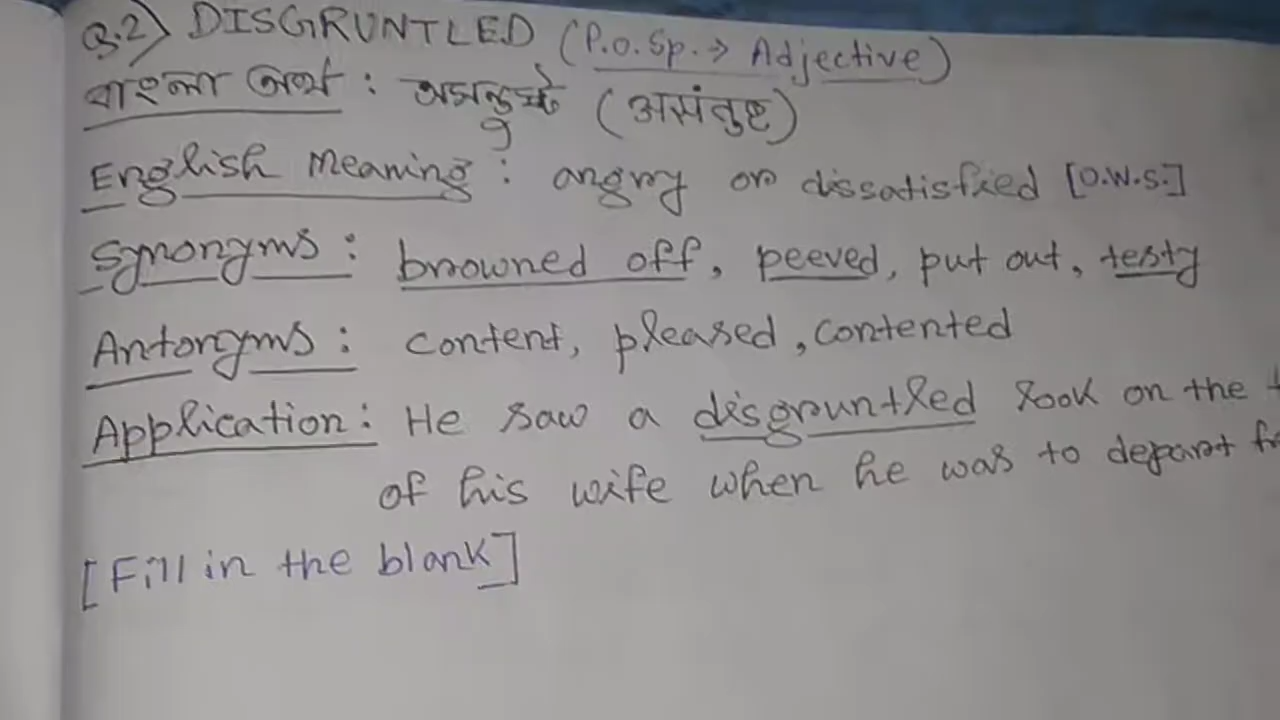 Q.2) DISGRUNTLED (P.O.Sp.→ Adjective)
বাংলা অর্থ : অসন্তুষ্ট (असंतुष्ट)
English Meaning : angry or dissatisfied [O.W.S.]
Synonyms : browned off, peeved, put out, testy
Antonyms : content, pleased, contented
Application : He saw a disgruntled look on the
of his wife when he was to depart
[Fill in the blank]